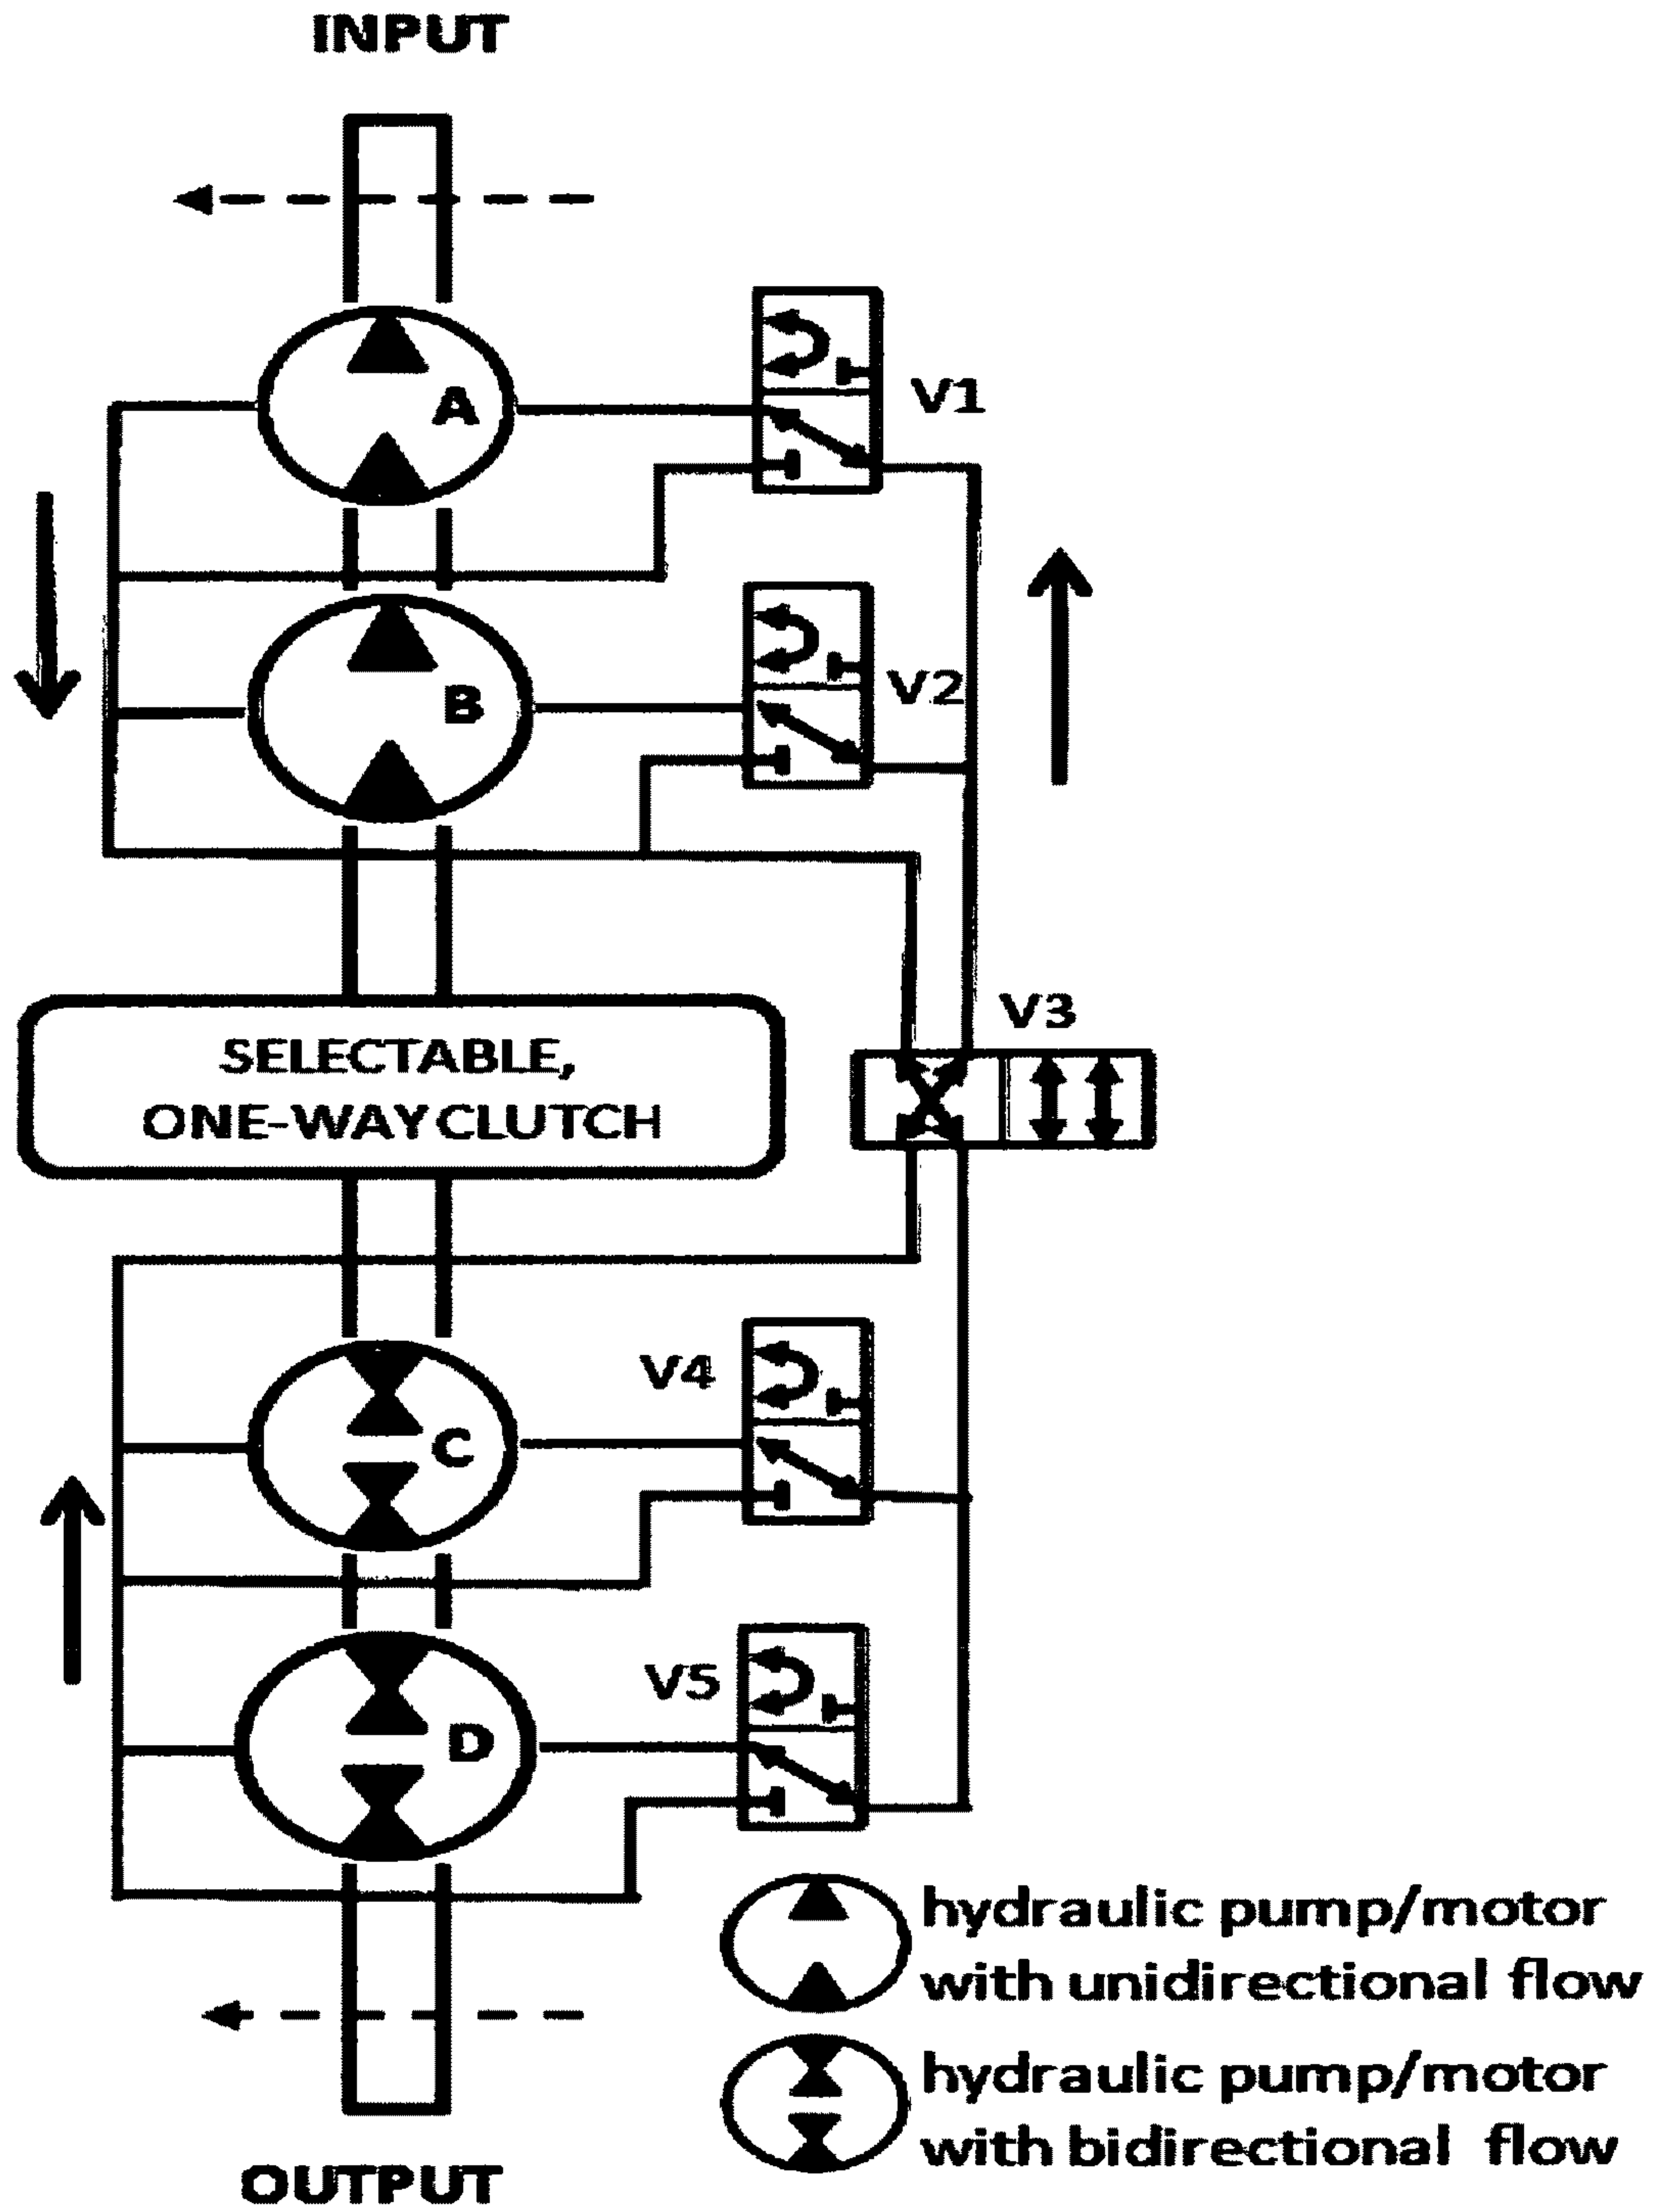 INPUT
A
V1
B
V2
SELECTABLE,
ONE-WAY CLUTCH
V3
V4
C
V5
D
hydraulic pump/motor
with unidirectional flow
hydraulic pump/motor
with bidirectional flow
OUTPUT